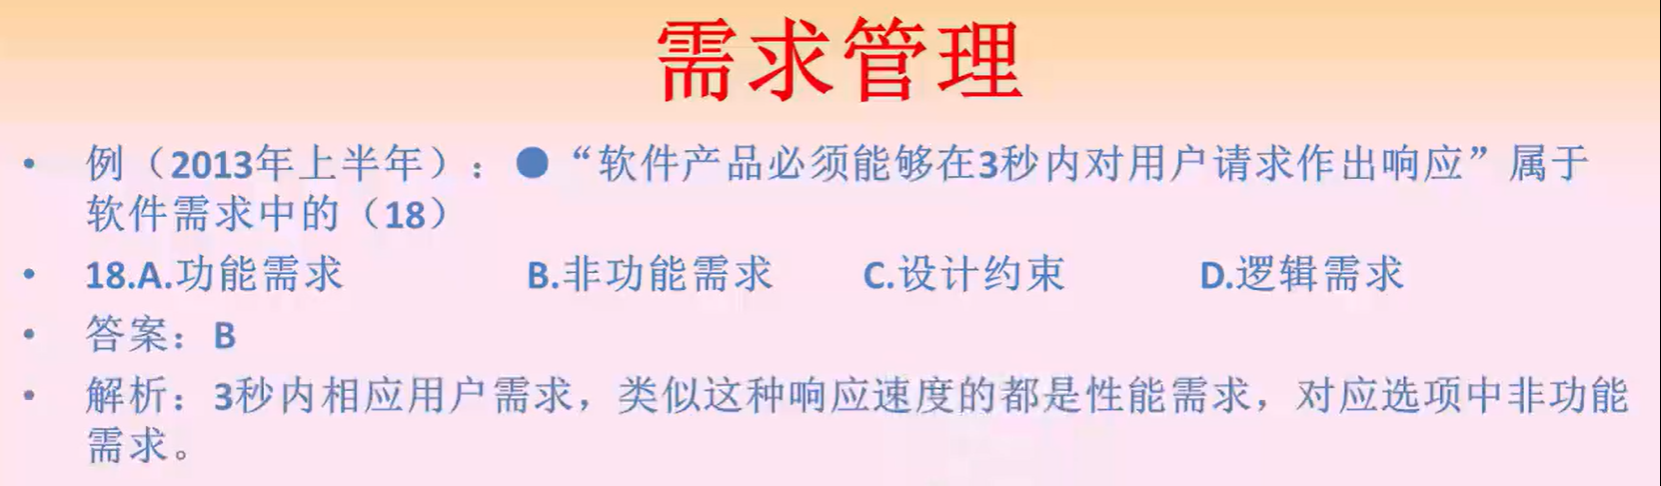 需求管理
• 例（2013年上半年）：●“软件产品必须能够在3秒内对用户请求作出响应”属于
软件需求中的（18）
• 18.A.功能需求 B.非功能需求 C.设计约束 D.逻辑需求
• 答案：B
• 解析：3秒内相应用户需求，类似这种响应速度的都是性能需求，对应选项中非功能
需求。